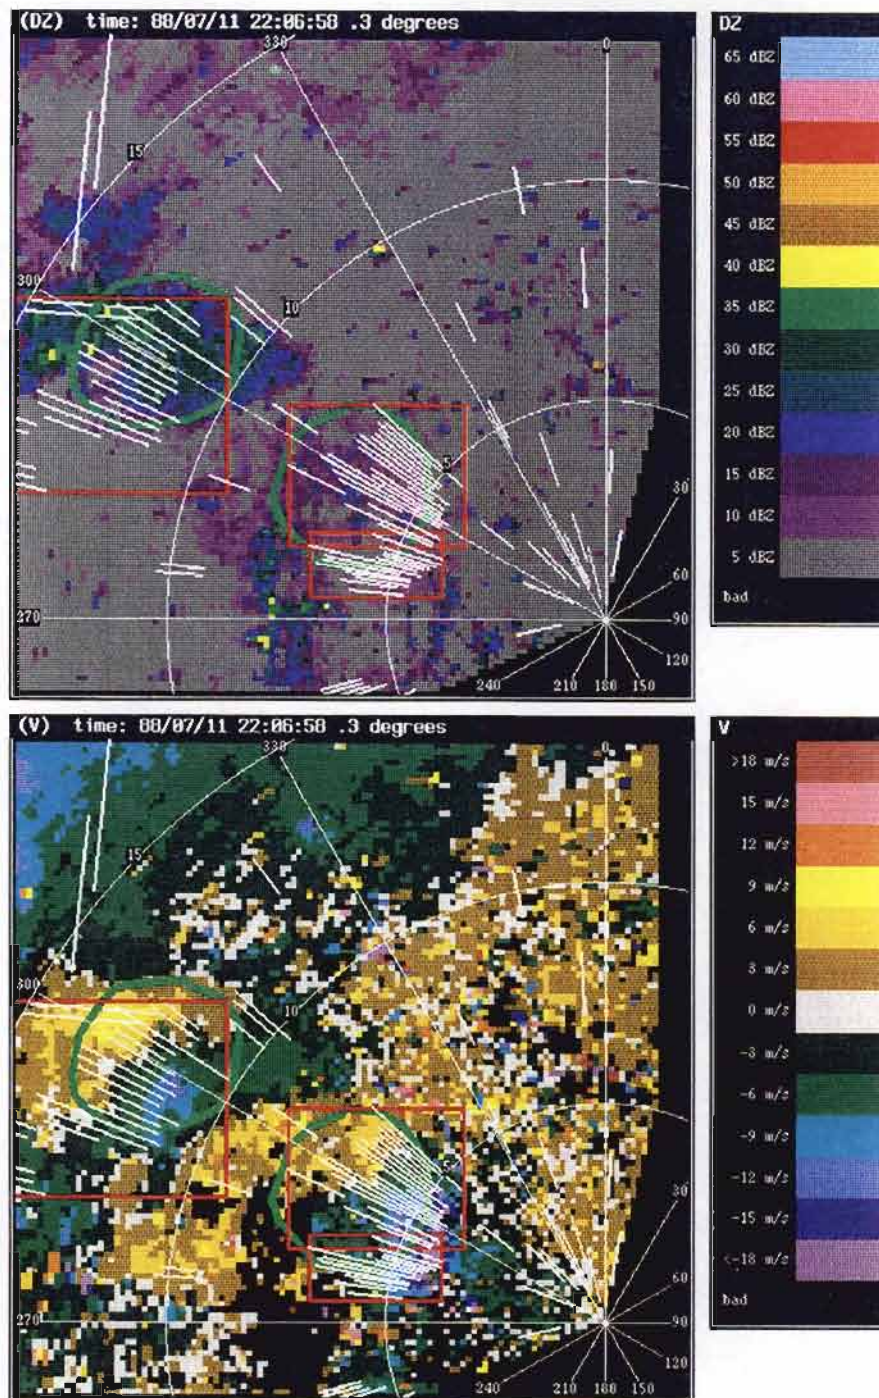 (DZ) time: 88/07/11 22:06:58 .3 degrees
330
0
15
300
10
5
30
60
90
270
120
240
210
180
150
DZ
65 dBZ
60 dBZ
55 dBZ
50 dBZ
45 dBZ
40 dBZ
35 dBZ
30 dBZ
25 dBZ
20 dBZ
15 dBZ
10 dBZ
5 dBZ
bad
(V) time: 88/07/11 22:06:58 .3 degrees
330
0
15
300
10
5
30
60
90
270
120
240
210
180
150
V
>18 m/s
15 m/s
12 m/s
9 m/s
6 m/s
3 m/s
0 m/s
-3 m/s
-6 m/s
-9 m/s
-12 m/s
-15 m/s
<-18 m/s
bad